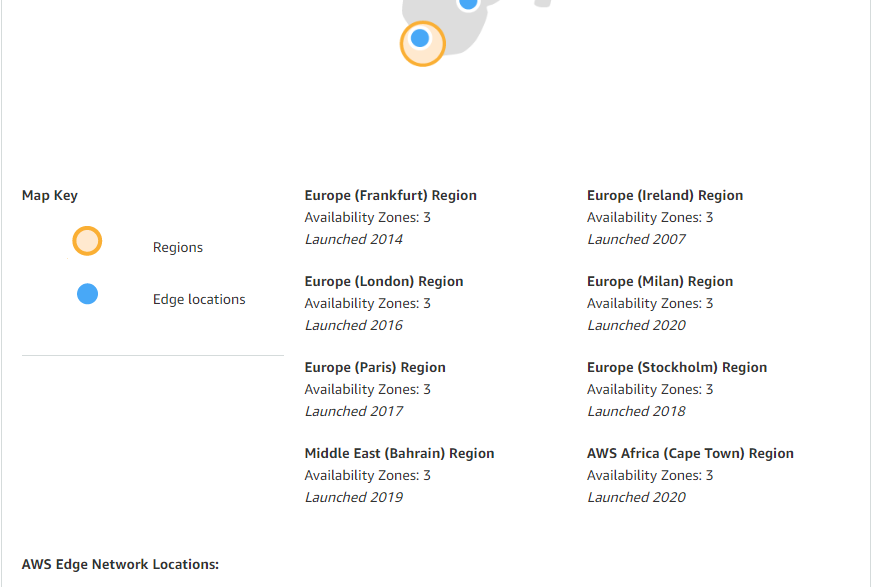 Map Key
Regions
Edge locations
Europe (Frankfurt) Region
Availability Zones: 3
Launched 2014
Europe (Ireland) Region
Availability Zones: 3
Launched 2007
Europe (London) Region
Availability Zones: 3
Launched 2016
Europe (Milan) Region
Availability Zones: 3
Launched 2020
Europe (Paris) Region
Availability Zones: 3
Launched 2017
Europe (Stockholm) Region
Availability Zones: 3
Launched 2018
Middle East (Bahrain) Region
Availability Zones: 3
Launched 2019
AWS Africa (Cape Town) Region
Availability Zones: 3
Launched 2020
AWS Edge Network Locations: